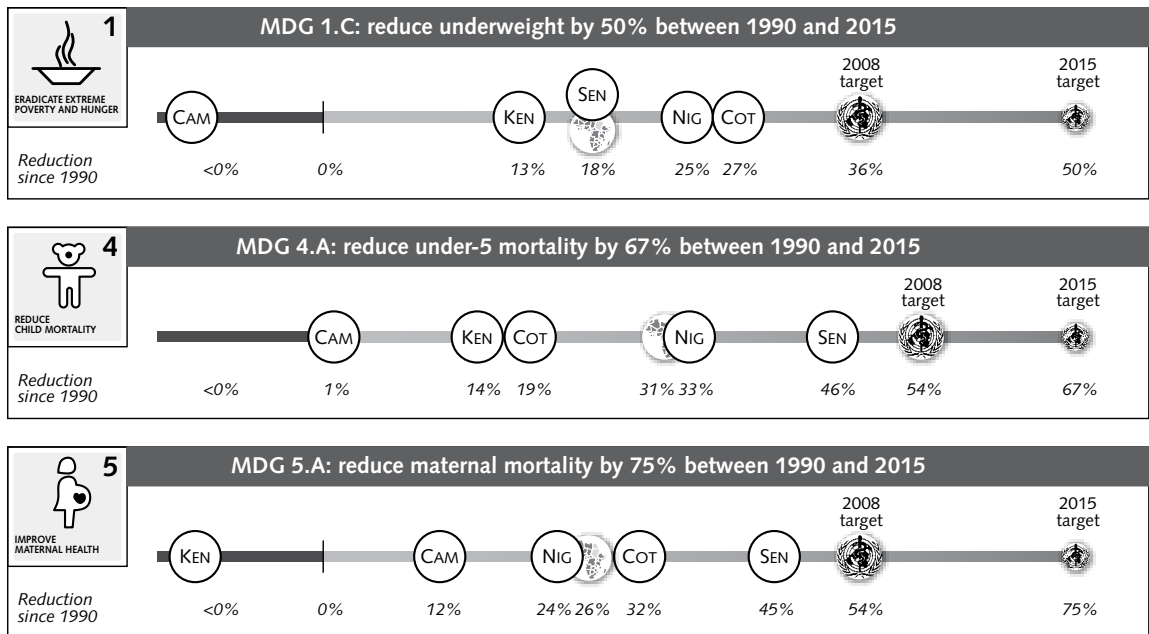 1
MDG 1.C: reduce underweight by 50% between 1990 and 2015
ERADICATE EXTREME
POVERTY AND HUNGER
2008
target
2015
target
CAM
KEN
SEN
NIG
COT
Reduction
since 1990
<0%
0%
13%
18%
25%
27%
36%
50%
4
MDG 4.A: reduce under-5 mortality by 67% between 1990 and 2015
REDUCE
CHILD MORTALITY
2008
target
2015
target
CAM
KEN
COT
NIG
SEN
Reduction
since 1990
<0%
1%
14%
19%
31%
33%
46%
54%
67%
5
MDG 5.A: reduce maternal mortality by 75% between 1990 and 2015
IMPROVE
MATERNAL HEALTH
2008
target
2015
target
KEN
CAM
NIG
COT
SEN
Reduction
since 1990
<0%
0%
12%
24%
26%
32%
45%
54%
75%